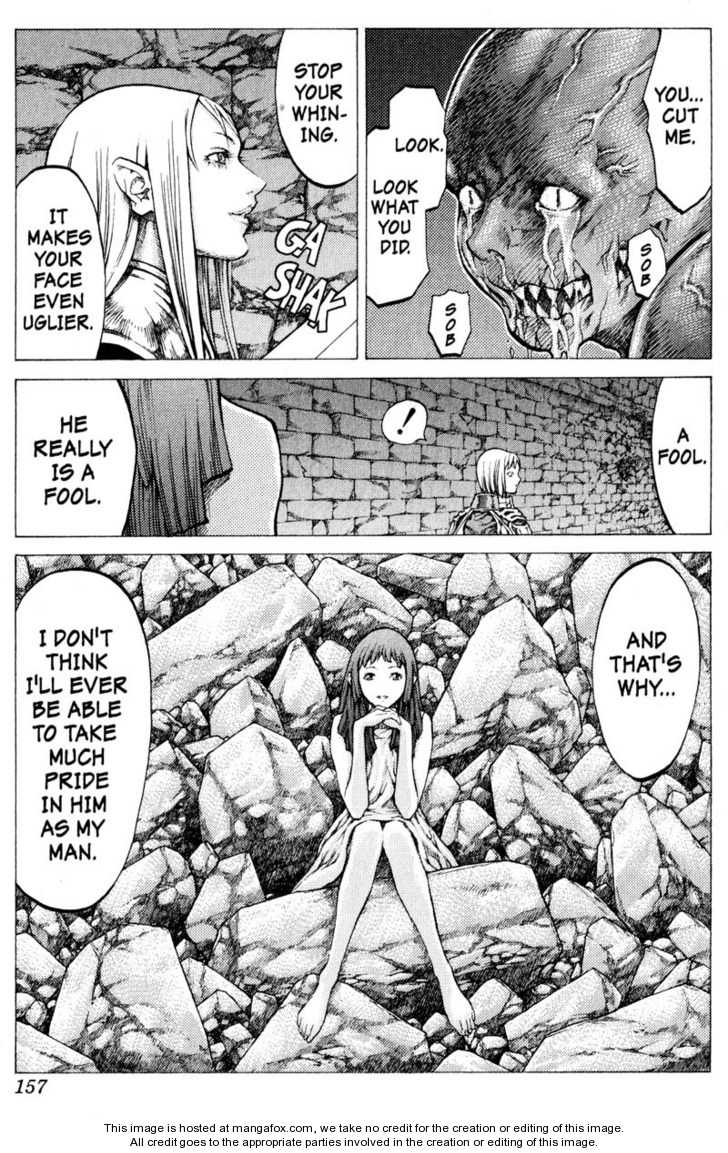 YOU...
CUT
ME.
LOOK.
LOOK
WHAT
YOU
DID.
SOB
SOB
STOP
YOUR
WHIN-
ING.
IT
MAKES
YOUR
FACE
EVEN
UGLIER.
GA
SHAK
A
FOOL.
!
HE
REALLY
IS A
FOOL.
AND
THAT'S
WHY...
I DON'T
THINK
I'LL EVER
BE ABLE
TO TAKE
MUCH
PRIDE
IN HIM
AS MY
MAN.
157
This image is hosted at mangafox.com, we take no credit for the creation or editing of this image.
All credit goes to the appropriate parties involved in the creation or editing of this image.